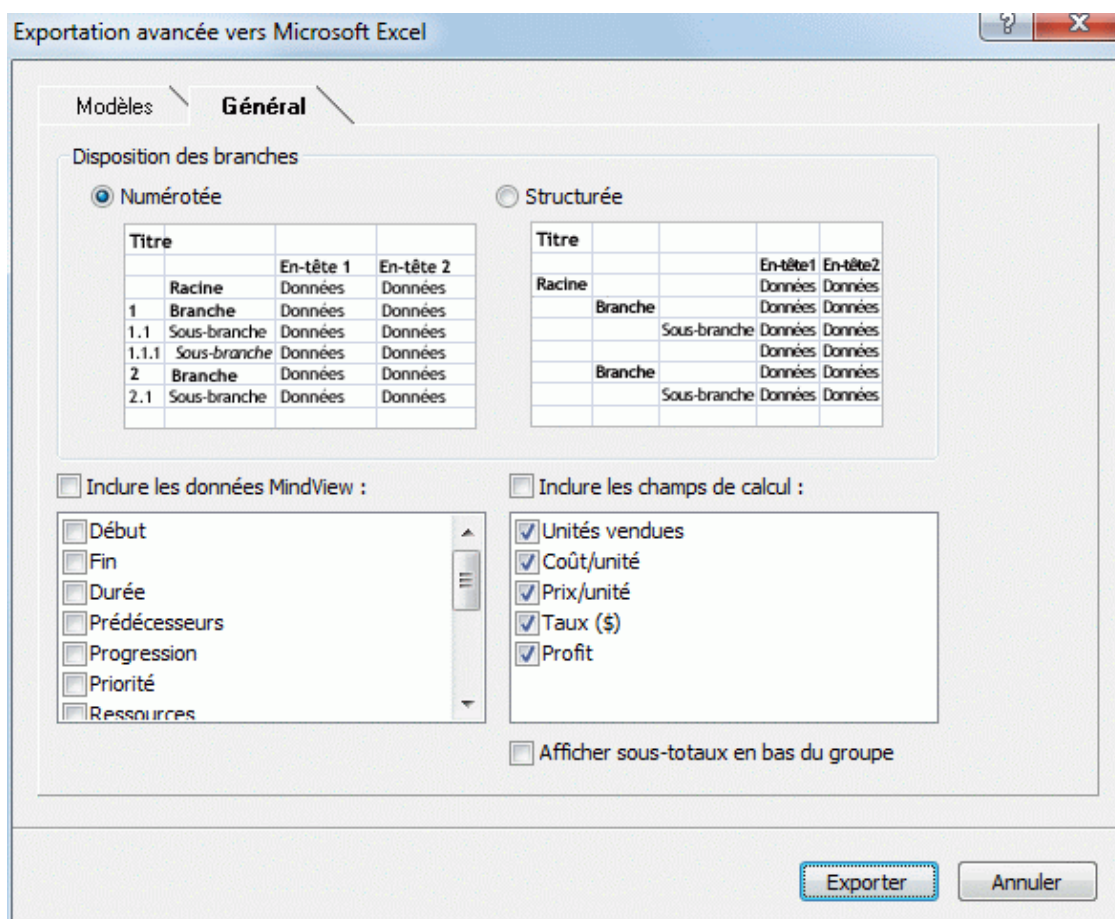 Exportation avancée vers Microsoft Excel
?
X
Modèles
Général
Disposition des branches
Numérotée
Titre
En-tête 1 En-tête 2
Racine Données Données
1 Branche Données Données
1.1 Sous-branche Données Données
1.1.1 Sous-branche Données Données
2 Branche Données Données
2.1 Sous-branche Données Données
Structurée
Titre
En-tête1 En-tête2
Racine Données Données
Branche Données Données
Sous-branche Données Données
Données Données
Branche Données Données
Sous-branche Données Données
Inclure les données MindView :
Début
Fin
Durée
Prédécesseurs
Progression
Priorité
Ressources
Inclure les champs de calcul :
Unités vendues
Coût/unité
Prix/unité
Taux ($)
Profit
Afficher sous-totaux en bas du groupe
Exporter
Annuler